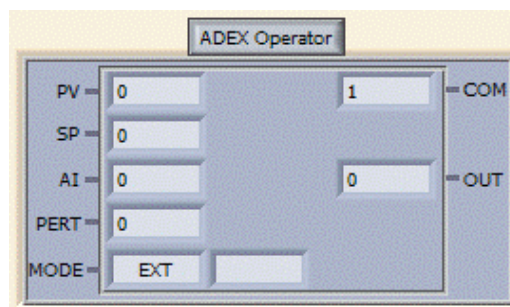 ADEX Operator
PV 0 1 COM
SP 0
AI 0 0 OUT
PERT 0
MODE EXT